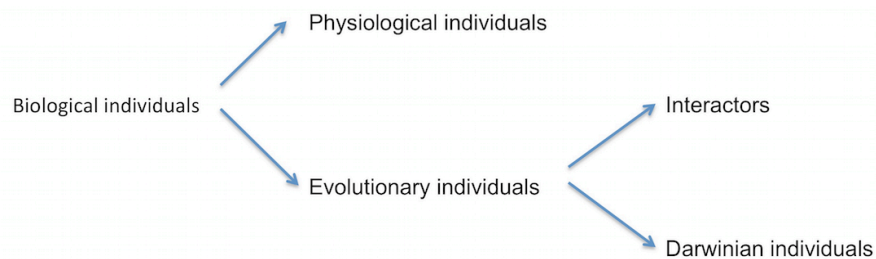 Physiological individuals
Biological individuals
Interactors
Evolutionary individuals
Darwinian individuals